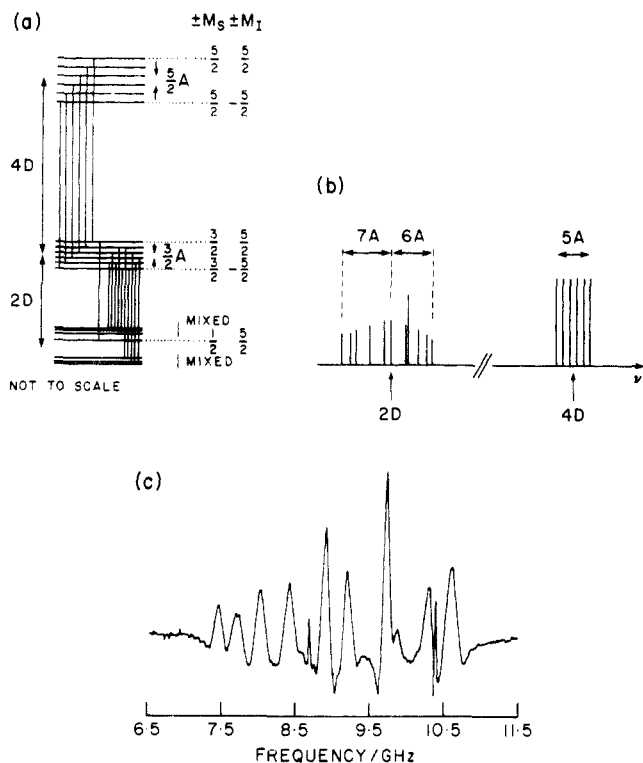 (a)
±M_S ±M_I
5/2 5/2
5/2 A
5/2 -5/2
4D
3/2 5/2
3/2 A
3/2 -5/2
2D
MIXED
1/2 5/2
MIXED
NOT TO SCALE
(b)
7A 6A 5A
2D 4D ν
(c)
6·5 7·5 8·5 9·5 10·5 11·5
FREQUENCY/GHz